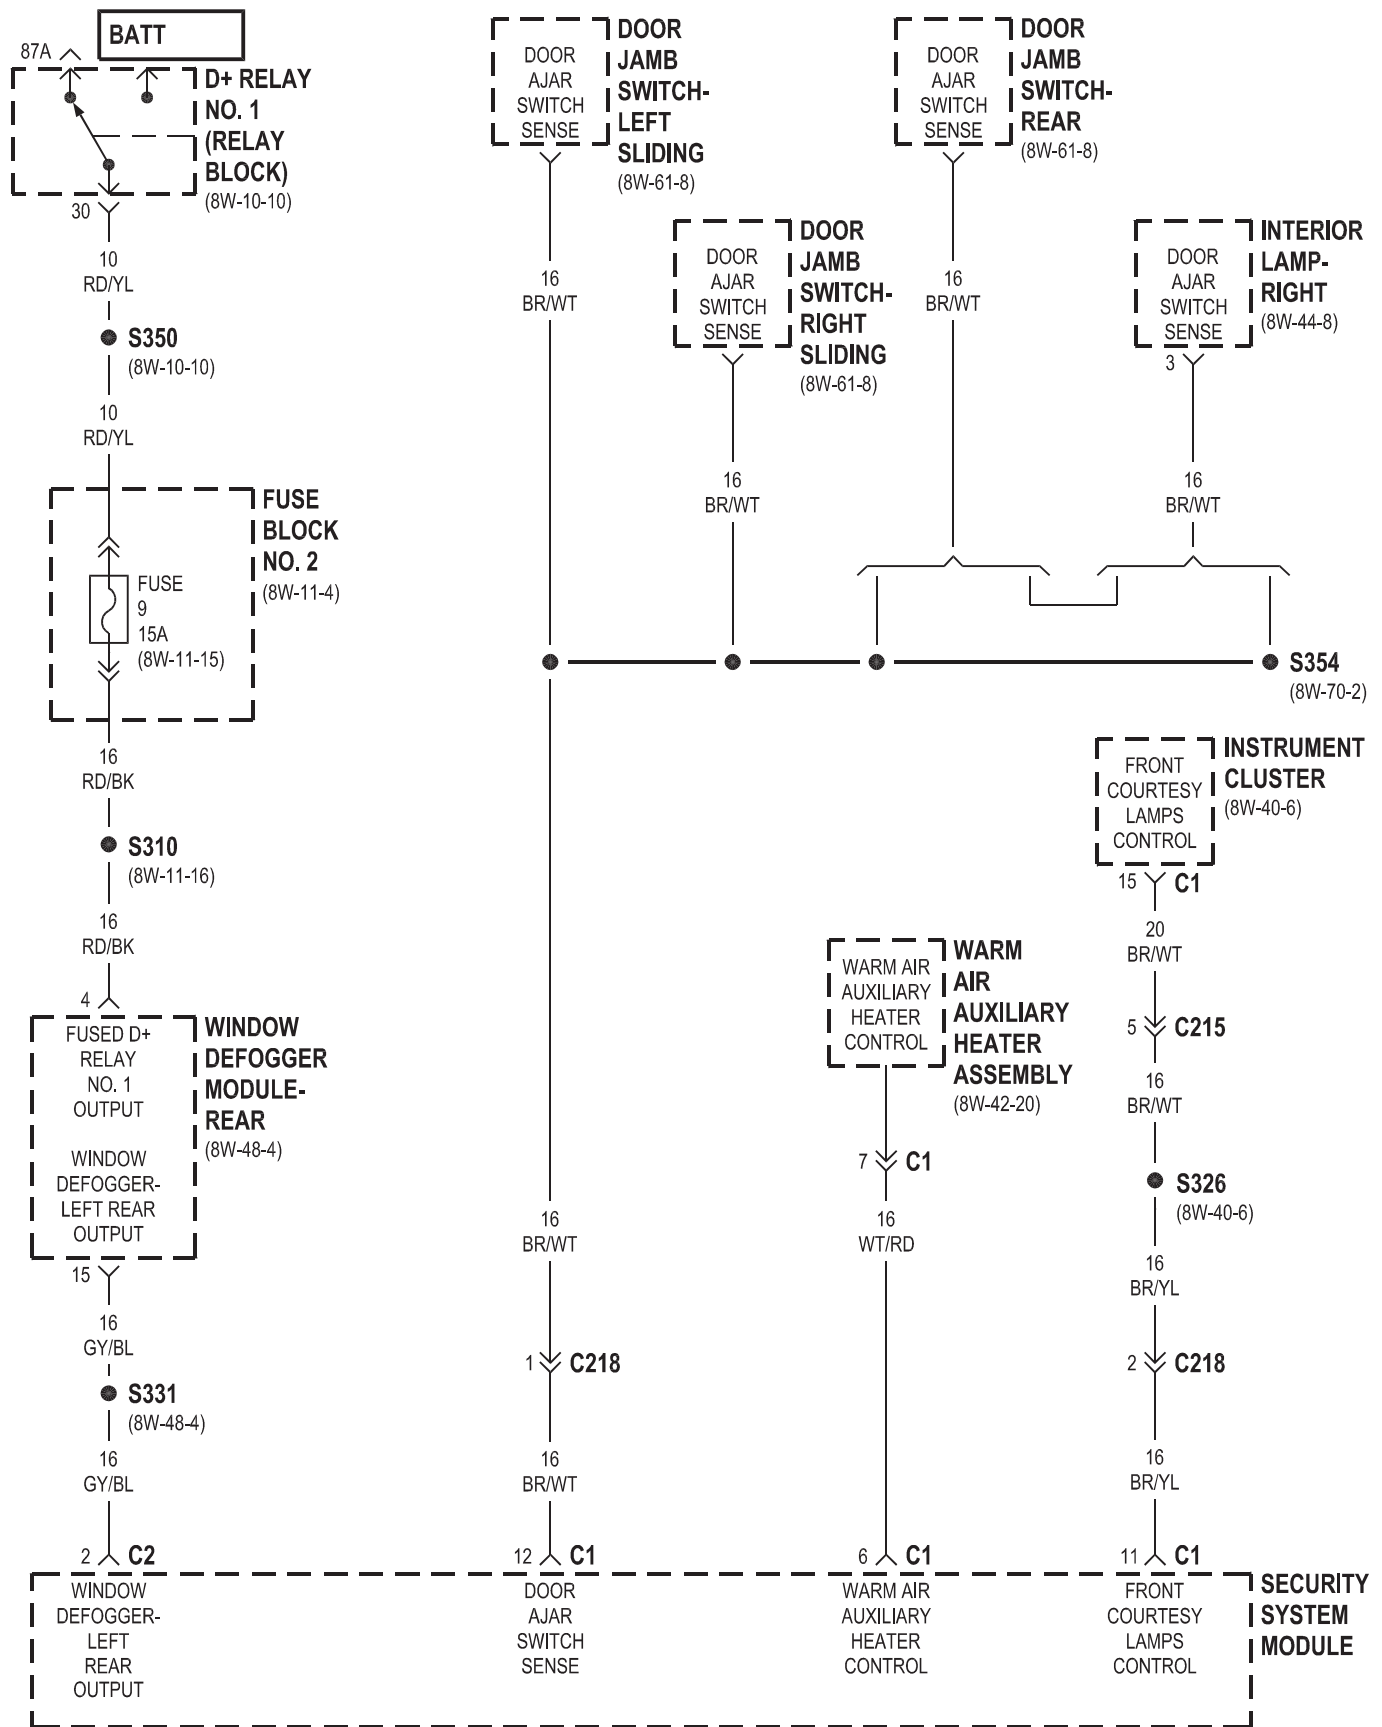 BATT
87A
D+ RELAY
NO. 1
(RELAY
BLOCK)
(8W-10-10)
30
10
RD/YL
S350
(8W-10-10)
10
RD/YL
FUSE
BLOCK
NO. 2
(8W-11-4)
FUSE
9
15A
(8W-11-15)
16
RD/BK
S310
(8W-11-16)
16
RD/BK
4
FUSED D+
RELAY
NO. 1
OUTPUT
WINDOW
DEFOGGER-
LEFT REAR
OUTPUT
WINDOW
DEFOGGER
MODULE-
REAR
(8W-48-4)
15
16
GY/BL
S331
(8W-48-4)
16
GY/BL
2
C2
DOOR
AJAR
SWITCH
SENSE
DOOR
JAMB
SWITCH-
LEFT
SLIDING
(8W-61-8)
16
BR/WT
DOOR
AJAR
SWITCH
SENSE
DOOR
JAMB
SWITCH-
RIGHT
SLIDING
(8W-61-8)
16
BR/WT
DOOR
AJAR
SWITCH
SENSE
DOOR
JAMB
SWITCH-
REAR
(8W-61-8)
16
BR/WT
DOOR
AJAR
SWITCH
SENSE
INTERIOR
LAMP-
RIGHT
(8W-44-8)
3
16
BR/WT
S354
(8W-70-2)
16
BR/WT
1
C218
16
BR/WT
12
C1
WARM AIR
AUXILIARY
HEATER
CONTROL
WARM
AIR
AUXILIARY
HEATER
ASSEMBLY
(8W-42-20)
7
C1
16
WT/RD
6
C1
FRONT
COURTESY
LAMPS
CONTROL
INSTRUMENT
CLUSTER
(8W-40-6)
15
C1
20
BR/WT
5
C215
16
BR/WT
S326
(8W-40-6)
16
BR/YL
2
C218
16
BR/YL
11
C1
WINDOW
DEFOGGER-
LEFT
REAR
OUTPUT
DOOR
AJAR
SWITCH
SENSE
WARM AIR
AUXILIARY
HEATER
CONTROL
FRONT
COURTESY
LAMPS
CONTROL
SECURITY
SYSTEM
MODULE